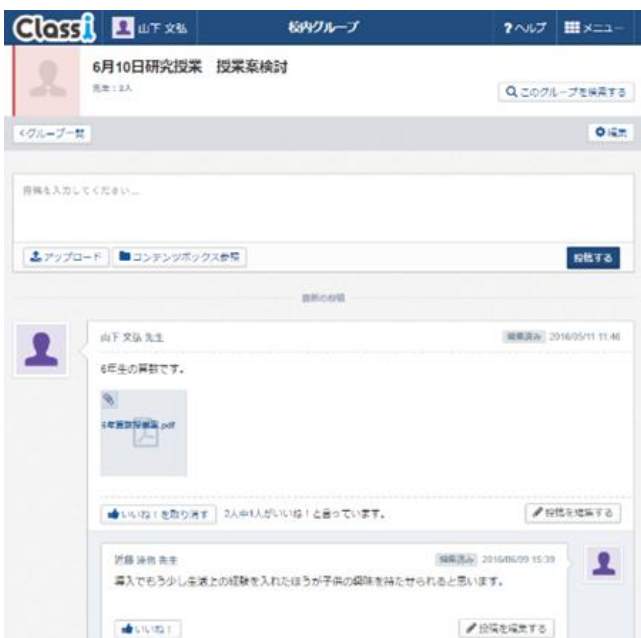 Classi
山下 文弘
校内グループ
?ヘルプ
メニュー
6月10日研究授業 授業案検討
先生:2人
このグループを検索する
<グループ一覧
編集
投稿を入力してください...
アップロード
コンテンツボックス参照
投稿する
最新の投稿
山下 文弘 先生
編集済み 2016/05/11 11:46
6年生の算数です。
6年算数授業案.pdf
いいね!を取り消す
2人中1人がいいね!と言っています。
投稿を編集する
近藤 先生
編集済み 2016/06/09 15:39
導入でもう少し生活上の経験を入れたほうが子供の興味を持たせられると思います。
いいね!
投稿を編集する